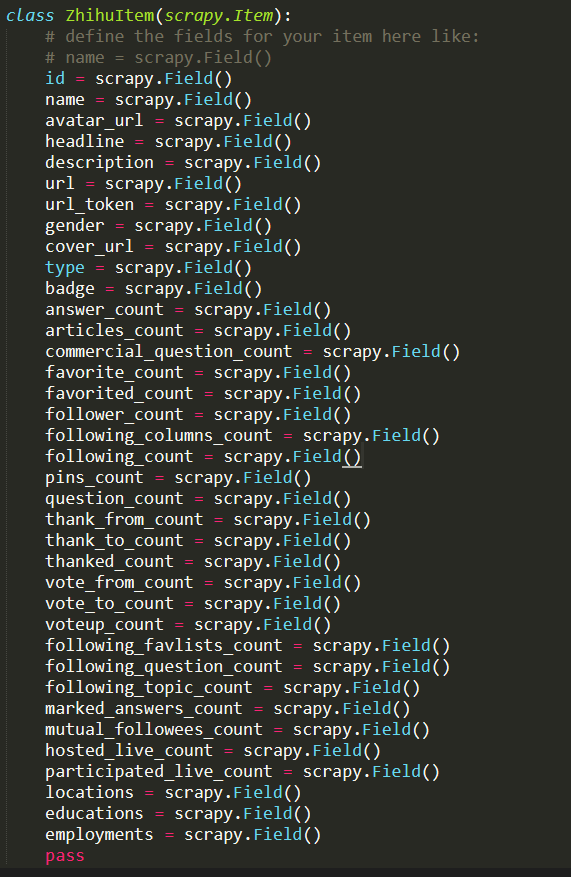 class ZhihuItem(scrapy.Item):
    # define the fields for your item here like:
    # name = scrapy.Field()
    id = scrapy.Field()
    name = scrapy.Field()
    avatar_url = scrapy.Field()
    headline = scrapy.Field()
    description = scrapy.Field()
    url = scrapy.Field()
    url_token = scrapy.Field()
    gender = scrapy.Field()
    cover_url = scrapy.Field()
    type = scrapy.Field()
    badge = scrapy.Field()
    answer_count = scrapy.Field()
    articles_count = scrapy.Field()
    commercial_question_count = scrapy.Field()
    favorite_count = scrapy.Field()
    favorited_count = scrapy.Field()
    follower_count = scrapy.Field()
    following_columns_count = scrapy.Field()
    following_count = scrapy.Field()
    pins_count = scrapy.Field()
    question_count = scrapy.Field()
    thank_from_count = scrapy.Field()
    thank_to_count = scrapy.Field()
    thanked_count = scrapy.Field()
    vote_from_count = scrapy.Field()
    vote_to_count = scrapy.Field()
    voteup_count = scrapy.Field()
    following_favlists_count = scrapy.Field()
    following_question_count = scrapy.Field()
    following_topic_count = scrapy.Field()
    marked_answers_count = scrapy.Field()
    mutual_followees_count = scrapy.Field()
    hosted_live_count = scrapy.Field()
    participated_live_count = scrapy.Field()
    locations = scrapy.Field()
    educations = scrapy.Field()
    employments = scrapy.Field()
    pass